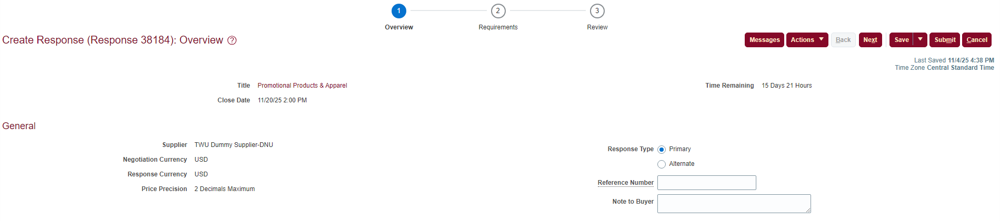 1 2 3
Overview Requirements Review
Create Response (Response 38184): Overview ?
Messages Actions Back Next Save Submit Cancel
Last Saved 11/4/25 4:38 PM
Time Zone Central Standard Time
Title Promotional Products & Apparel Time Remaining 15 Days 21 Hours
Close Date 11/20/25 2:00 PM
General
Supplier TWU Dummy Supplier-DNU
Negotiation Currency USD
Response Currency USD
Price Precision 2 Decimals Maximum
Response Type Primary
Alternate
Reference Number
Note to Buyer